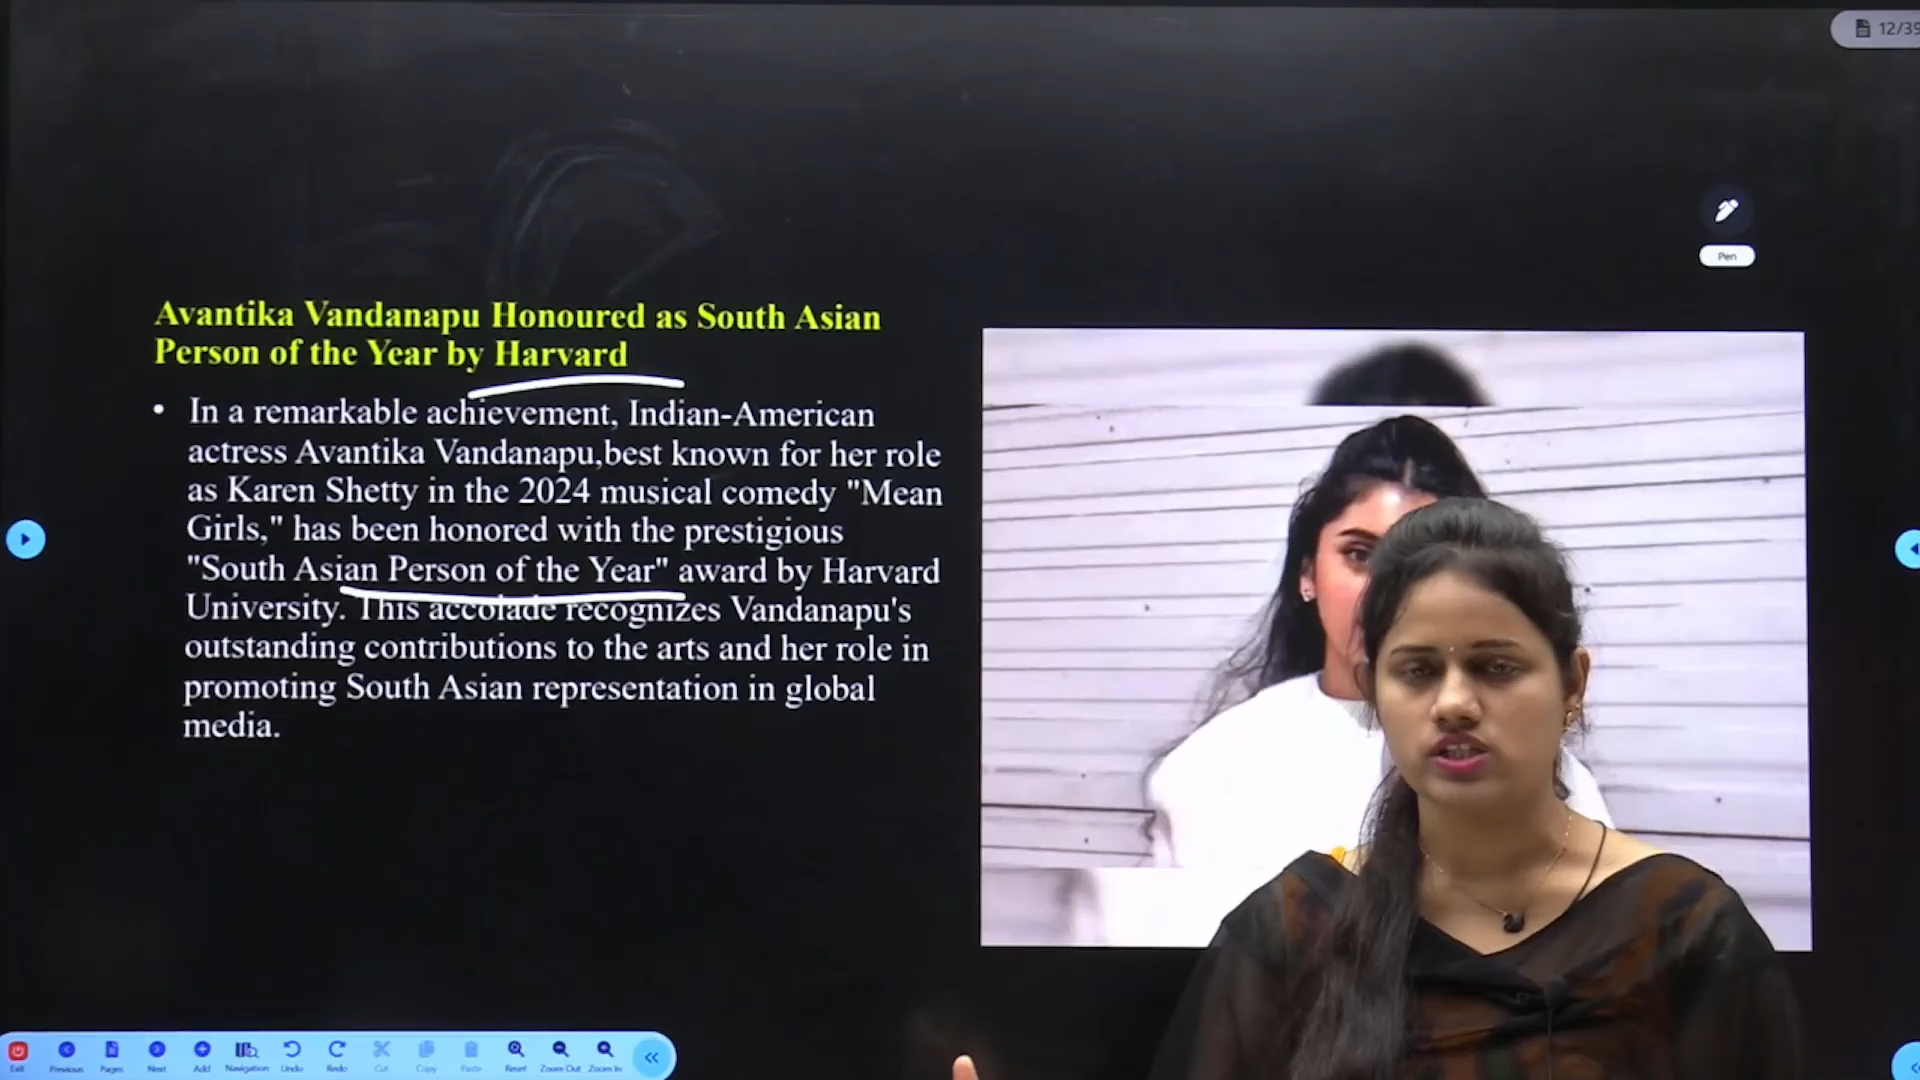 12/39
Pen
Avantika Vandanapu Honoured as South Asian
Person of the Year by Harvard
• In a remarkable achievement, Indian-American
actress Avantika Vandanapu,best known for her role
as Karen Shetty in the 2024 musical comedy "Mean
Girls," has been honored with the prestigious
"South Asian Person of the Year" award by Harvard
University. This accolade recognizes Vandanapu's
outstanding contributions to the arts and her role in
promoting South Asian representation in global
media.
Exit Previous Pages Next Add Navigation Undo Redo Cut Copy Paste Reset Zoom Out Zoom In